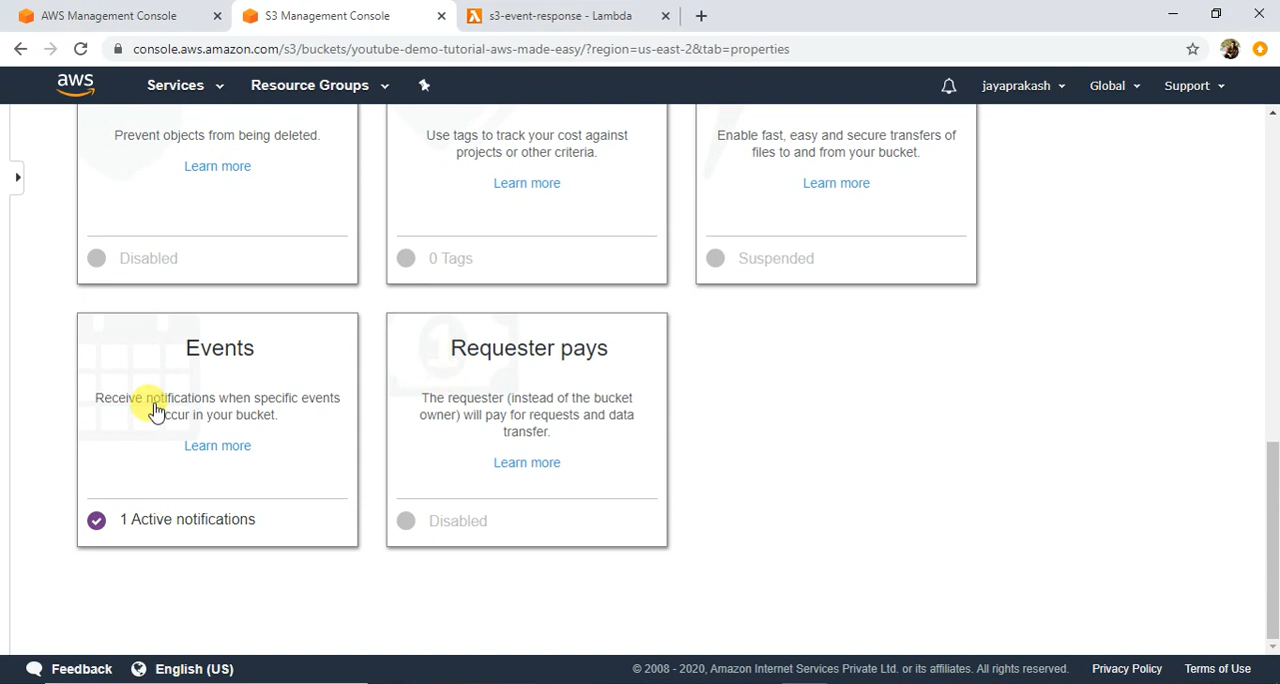 AWS Management Console
S3 Management Console
s3-event-response - Lambda
console.aws.amazon.com/s3/buckets/youtube-demo-tutorial-aws-made-easy/?region=us-east-2&tab=properties
aws
Services
Resource Groups
jayaprakash
Global
Support
Prevent objects from being deleted.
Learn more
Disabled
Use tags to track your cost against
projects or other criteria.
Learn more
0 Tags
Enable fast, easy and secure transfers of
files to and from your bucket.
Learn more
Suspended
Events
Receive notifications when specific events
occur in your bucket.
Learn more
1 Active notifications
Requester pays
The requester (instead of the bucket
owner) will pay for requests and data
transfer.
Learn more
Disabled
Feedback
English (US)
© 2008 - 2020, Amazon Internet Services Private Ltd. or its affiliates. All rights reserved.
Privacy Policy
Terms of Use